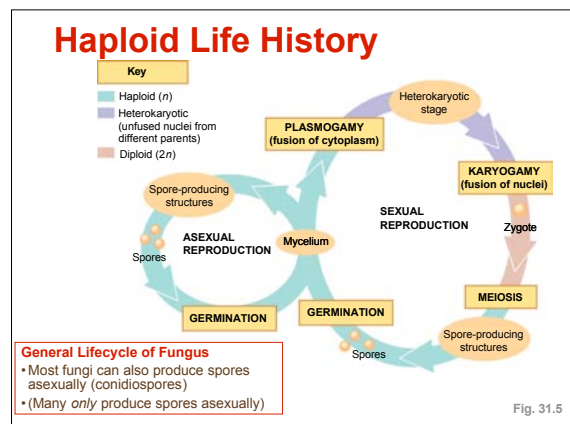 Haploid Life History
Key
Haploid (n)
Heterokaryotic
(unfused nuclei from
different parents)
Diploid (2n)
Heterokaryotic
stage
PLASMOGAMY
(fusion of cytoplasm)
KARYOGAMY
(fusion of nuclei)
Spore-producing
structures
SEXUAL
REPRODUCTION
Zygote
ASEXUAL
REPRODUCTION
Mycelium
Spores
MEIOSIS
GERMINATION
GERMINATION
Spore-producing
structures
Spores
General Lifecycle of Fungus
•Most fungi can also produce spores
asexually (conidiospores)
•(Many only produce spores asexually)
Fig. 31.5